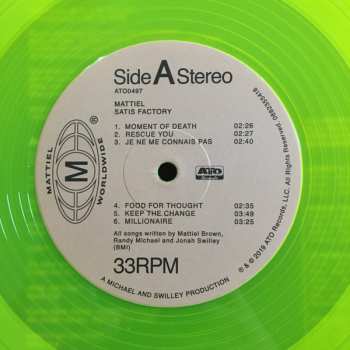 Side A Stereo
ATO0497
MATTIEL
SATIS FACTORY
1. MOMENT OF DEATH 02:26
2. RESCUE YOU 02:27
3. JE NE ME CONNAIS PAS 02:40
ATO
Records
MATTIEL
M
WORLDWIDE
®
4. FOOD FOR THOUGHT 02:35
5. KEEP THE CHANGE 03:49
6. MILLIONAIRE 03:25
All songs written by Mattiel Brown,
Randy Michael and Jonah Swilley
(BMI)
33RPM
A MICHAEL AND SWILLEY PRODUCTION
℗ & © 2019 ATO Records, LLC. All Rights Reserved. 0882355416